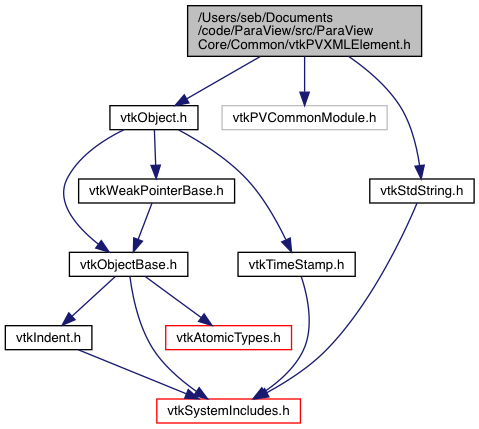 /Users/seb/Documents
/code/ParaView/src/ParaView
Core/Common/vtkPVXMLElement.h
vtkObject.h
vtkPVCommonModule.h
vtkWeakPointerBase.h
vtkStdString.h
vtkObjectBase.h
vtkTimeStamp.h
vtkIndent.h
vtkAtomicTypes.h
vtkSystemIncludes.h